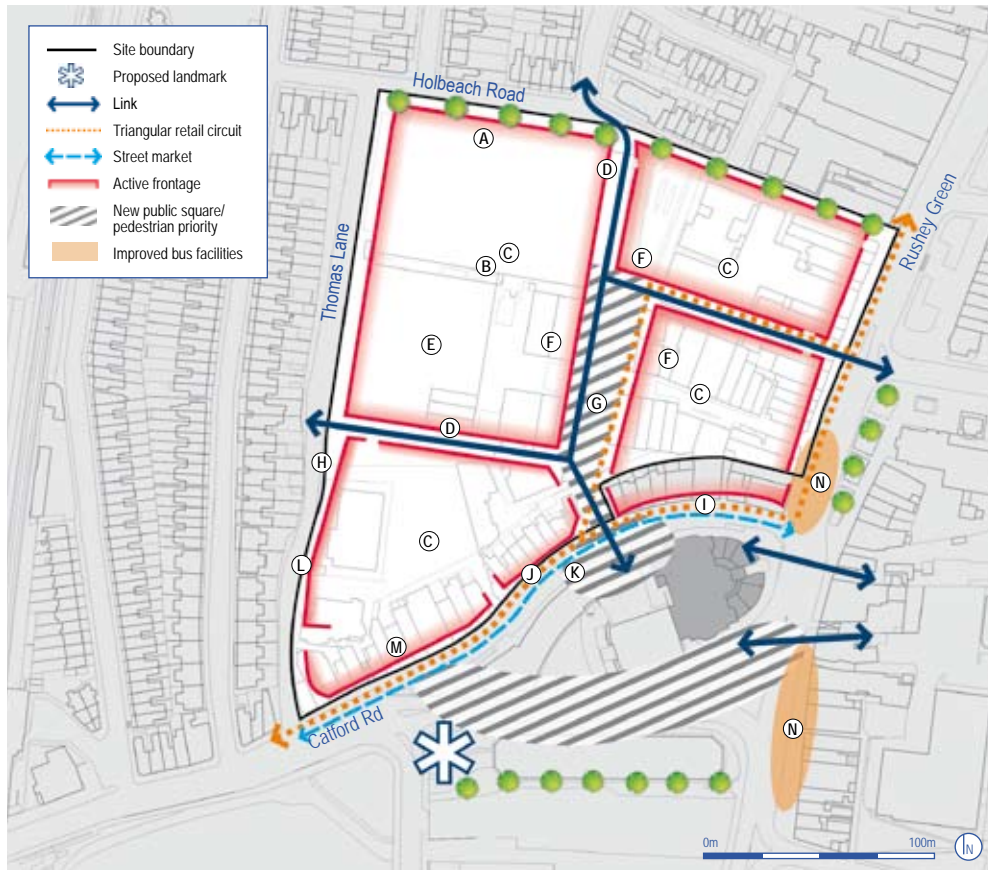 Site boundary
Proposed landmark
Link
Triangular retail circuit
Street market
Active frontage
New public square/
pedestrian priority
Improved bus facilities
Holbeach Road
Thomas Lane
Rushey Green
Catford Rd
A
D
B
C
F
C
E
F
F
C
G
D
H
N
I
C
L
J
K
M
N
0m
100m
N